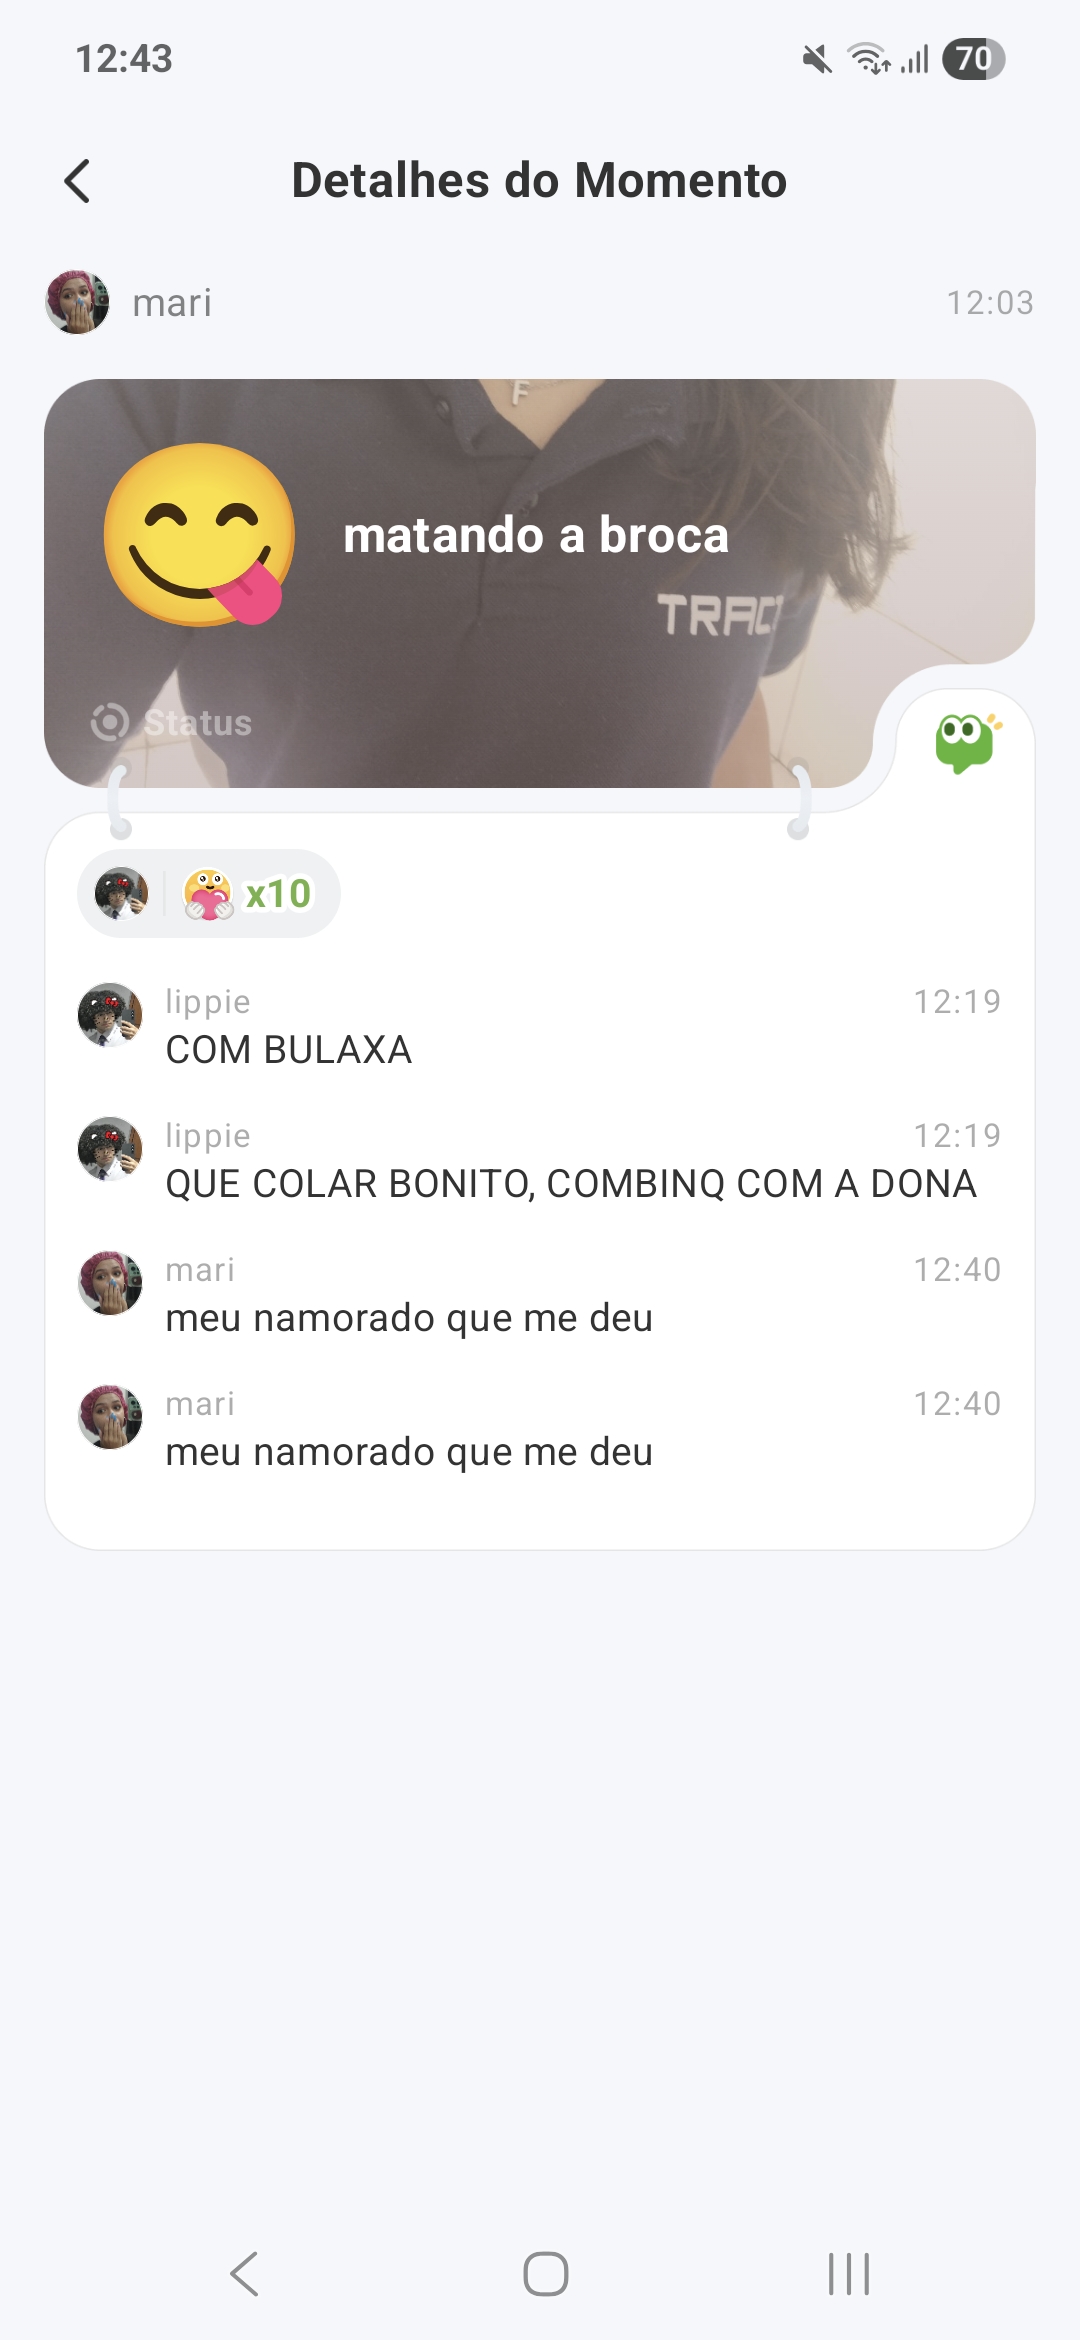 12:43
70
Detalhes do Momento
mari
12:03
F
matando a broca
TRAC
Status
x10
lippie
12:19
COM BULAXA
lippie
12:19
QUE COLAR BONITO, COMBINQ COM A DONA
mari
12:40
meu namorado que me deu
mari
12:40
meu namorado que me deu